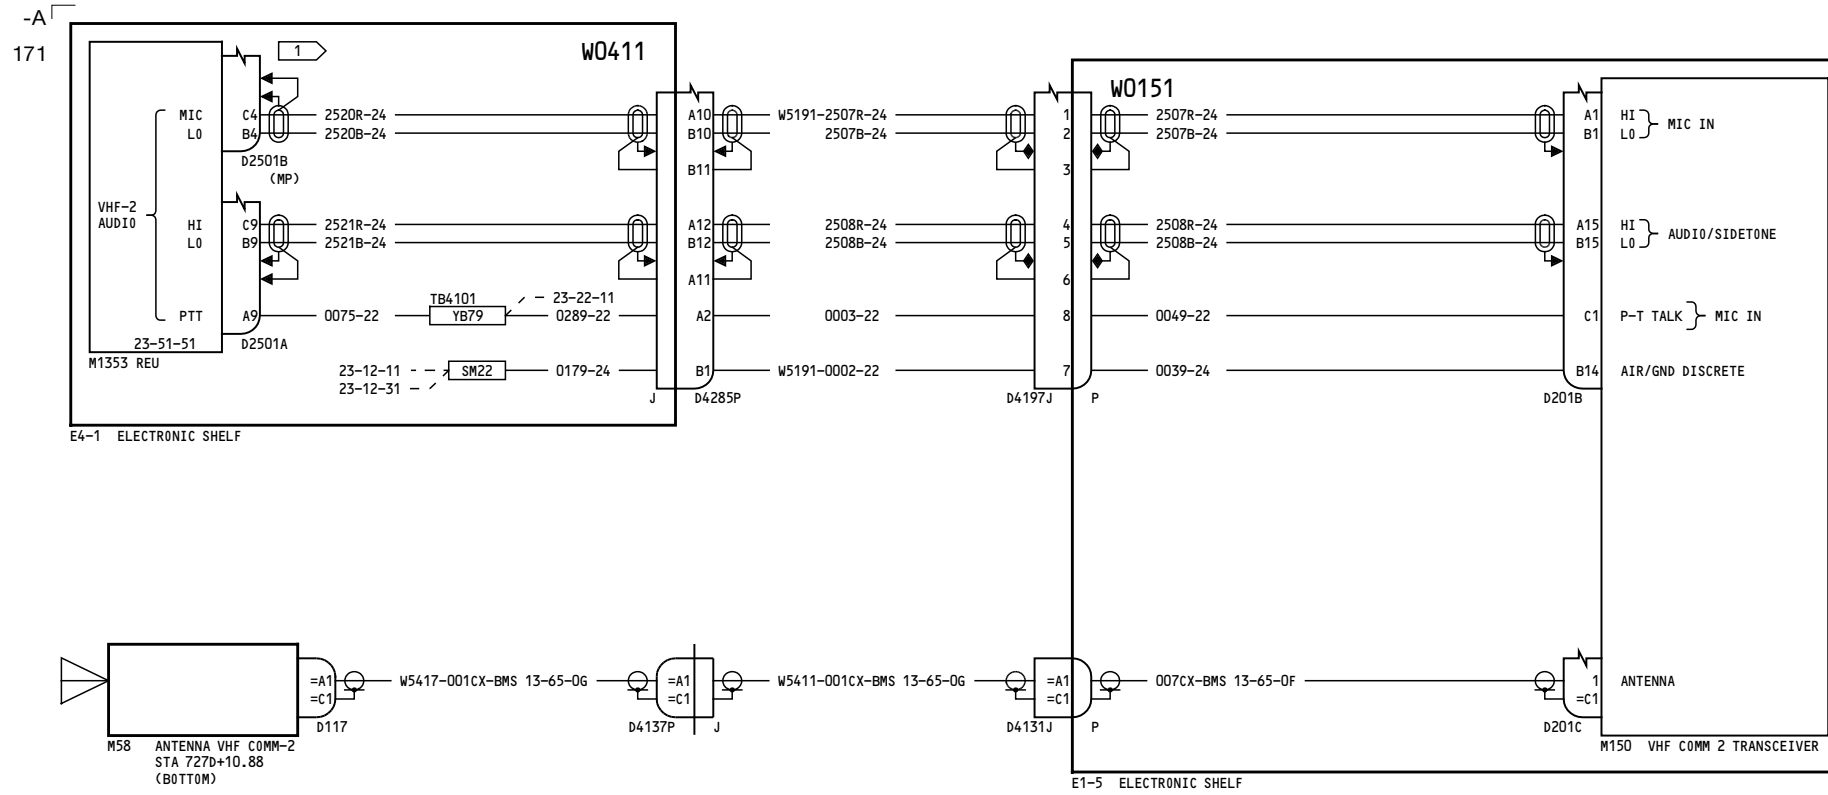 -A
171
1
W0411
W0151
MIC C4 2520R-24 A10 W5191-2507R-24 1 2507R-24 A1 HI
MIC IN
LO B4 2520B-24 B10 2507B-24 2 2507B-24 B1 LO
D2501B
(MP)
B11 3
VHF-2
AUDIO
HI C9 2521R-24 A12 2508R-24 4 2508R-24 A15 HI
AUDIO/SIDETONE
LO B9 2521B-24 B12 2508B-24 5 2508B-24 B15 LO
A11 6
TB4101 23-22-11
PTT A9 0075-22 YB79 0289-22 A2 0003-22 8 0049-22 C1 P-T TALK MIC IN
23-51-51 D2501A
M1353 REU
23-12-11 SM22 0179-24 B1 W5191-0002-22 7 0039-24 B14 AIR/GND DISCRETE
23-12-31
J D4285P D4197J P D201B
E4-1 ELECTRONIC SHELF
=A1 W5417-001CX-BMS 13-65-0G =A1 W5411-001CX-BMS 13-65-0G =A1 007CX-BMS 13-65-0F 1 ANTENNA
=C1 =C1 =C1 =C1
D117 D4137P J D4131J P D201C
M58 ANTENNA VHF COMM-2
STA 727D+10.88
(BOTTOM)
M150 VHF COMM 2 TRANSCEIVER
E1-5 ELECTRONIC SHELF